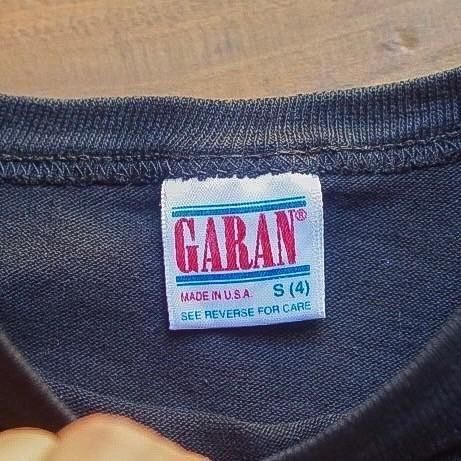 GARAN®
MADE IN U.S.A. S (4)
SEE REVERSE FOR CARE